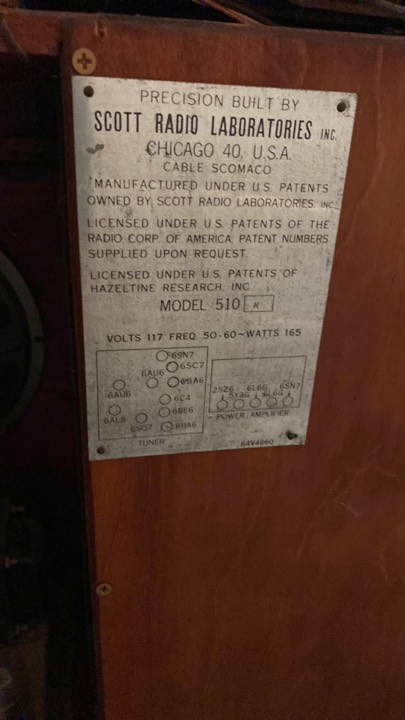 PRECISION BUILT BY
SCOTT RADIO LABORATORIES INC.
CHICAGO 40, U.S.A.
CABLE SCOMACO
MANUFACTURED UNDER U.S. PATENTS
OWNED BY SCOTT RADIO LABORATORIES, INC.
LICENSED UNDER U.S. PATENTS OF THE
RADIO CORP. OF AMERICA PATENT NUMBERS
SUPPLIED UPON REQUEST.
LICENSED UNDER U.S. PATENTS OF
HAZELTINE RESEARCH, INC
MODEL 510 K
VOLTS 117 FREQ 50-60~WATTS 165
6SN7
6SC7
6AU6 6BA6
6AU6
6C4
6AL5 6BE6
6SQ7 6BA6
TUNER
25Z6 6L6G 6SN7
5Y3G 6L6G
POWER AMPLIFIER
64V4660